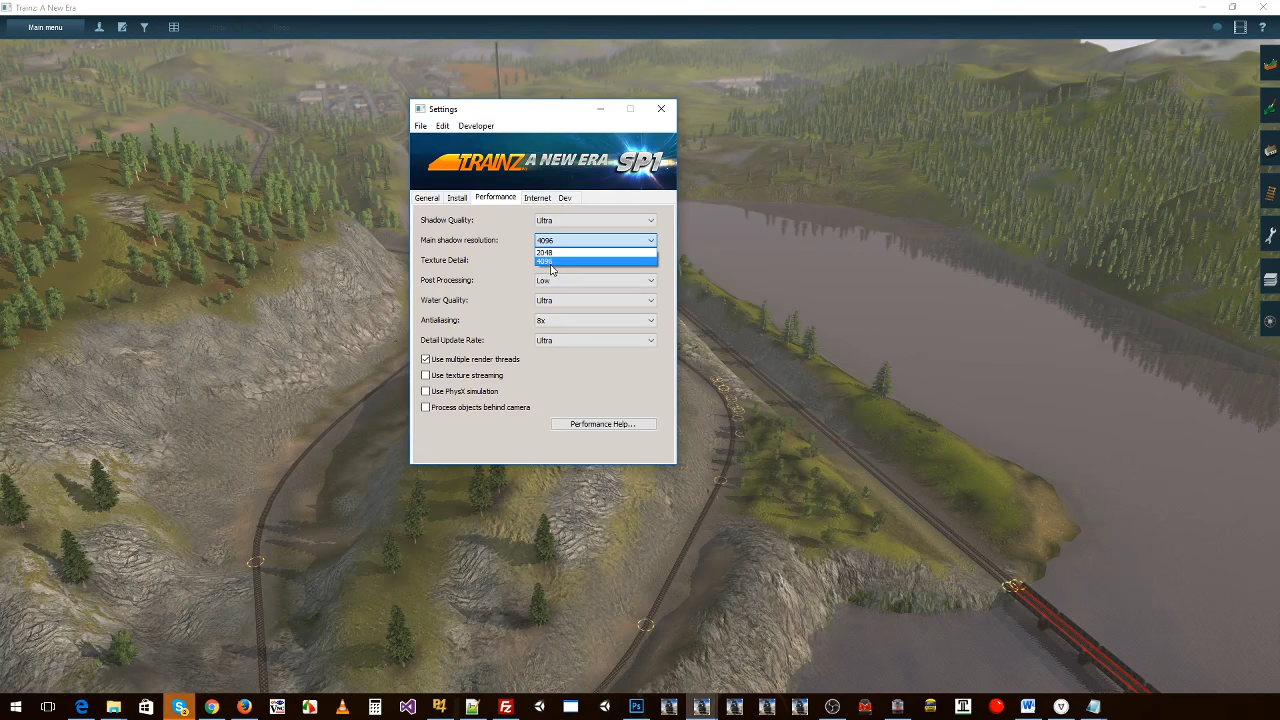 Trainz: A New Era
Main menu
Settings
File Edit Developer
TRAINZ A NEW ERA SP1
General Install Performance Internet Dev
Shadow Quality: Ultra
Main shadow resolution: 4096
2048
4096
Texture Detail:
Post Processing: Low
Water Quality: Ultra
Antialiasing: 8x
Detail Update Rate: Ultra
Use multiple render threads
Use texture streaming
Use PhysX simulation
Process objects behind camera
Performance Help...